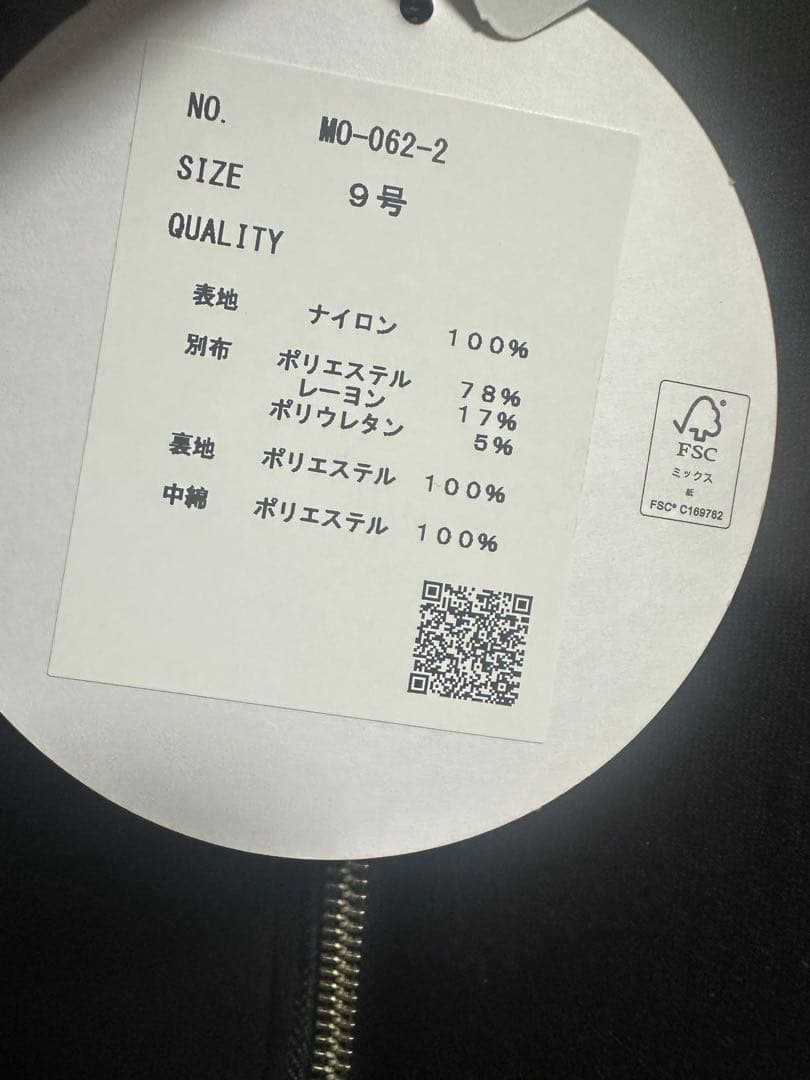 NO. MO-062-2
SIZE 9号
QUALITY
表地 ナイロン 100%
別布 ポリエステル 78%
レーヨン 17%
ポリウレタン 5%
裏地 ポリエステル 100%
中綿 ポリエステル 100%
FSC®
ミックス
紙
FSC® C169782